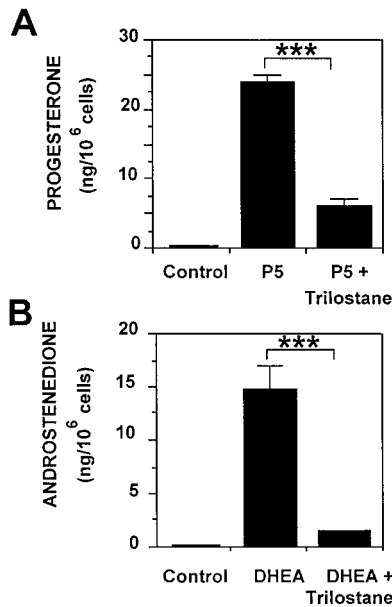 A
PROGESTERONE
(ng/10⁶ cells)
30
20
10
0
***
Control
P5
P5 +
Trilostane
B
ANDROSTENEDIONE
(ng/10⁶ cells)
20
15
10
5
0
***
Control
DHEA
DHEA +
Trilostane